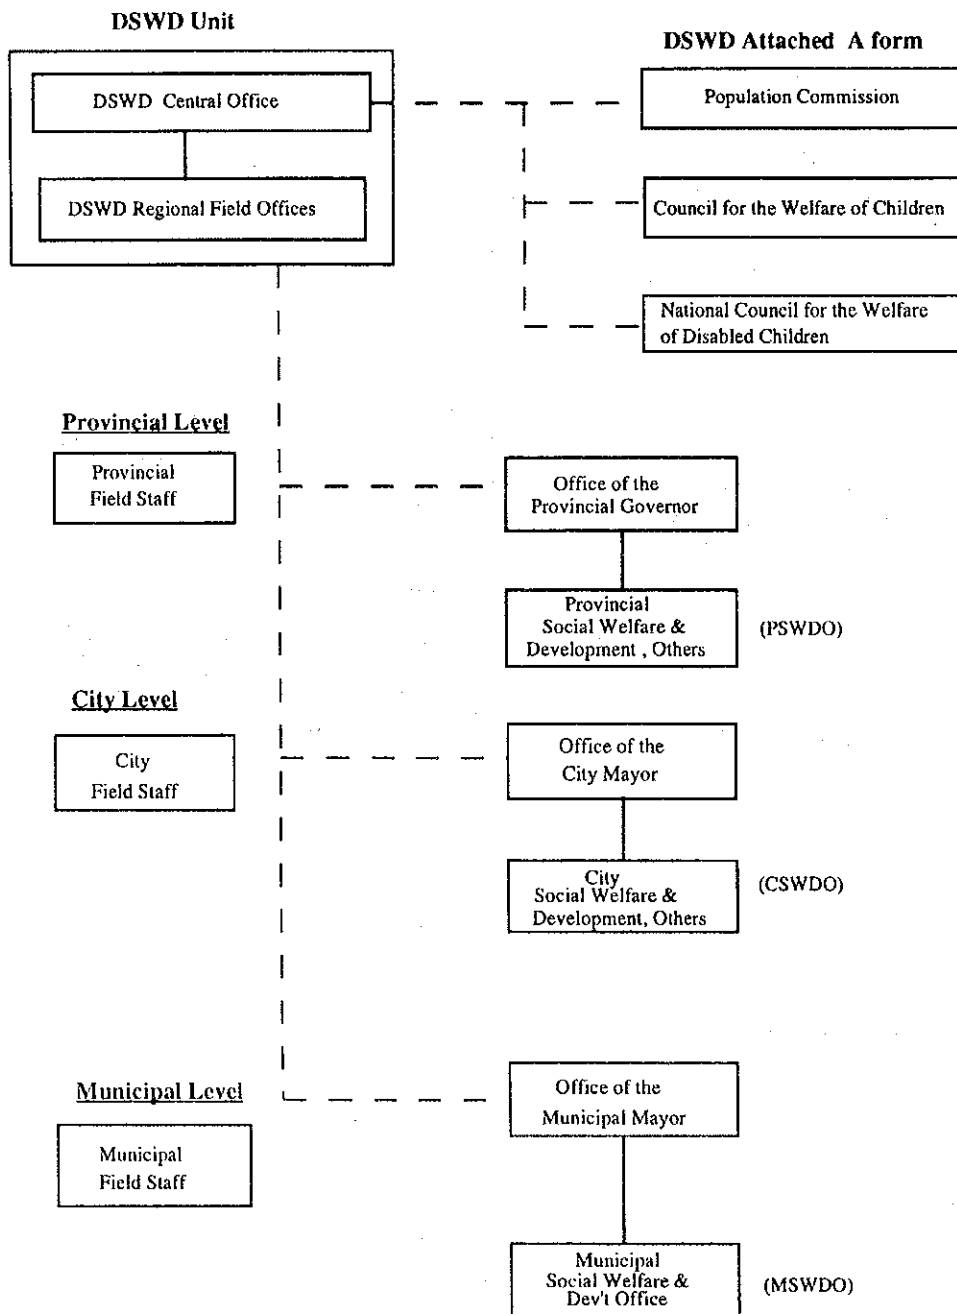 DSWD Unit
DSWD Attached A form
DSWD Central Office
Population Commission
DSWD Regional Field Offices
Council for the Welfare of Children
National Council for the Welfare
of Disabled Children
Provincial Level
Provincial
Field Staff
Office of the
Provincial Governor
Provincial
Social Welfare &
Development , Others
(PSWDO)
City Level
City
Field Staff
Office of the
City Mayor
City
Social Welfare &
Development, Others
(CSWDO)
Municipal Level
Municipal
Field Staff
Office of the
Municipal Mayor
Municipal
Social Welfare &
Dev't Office
(MSWDO)